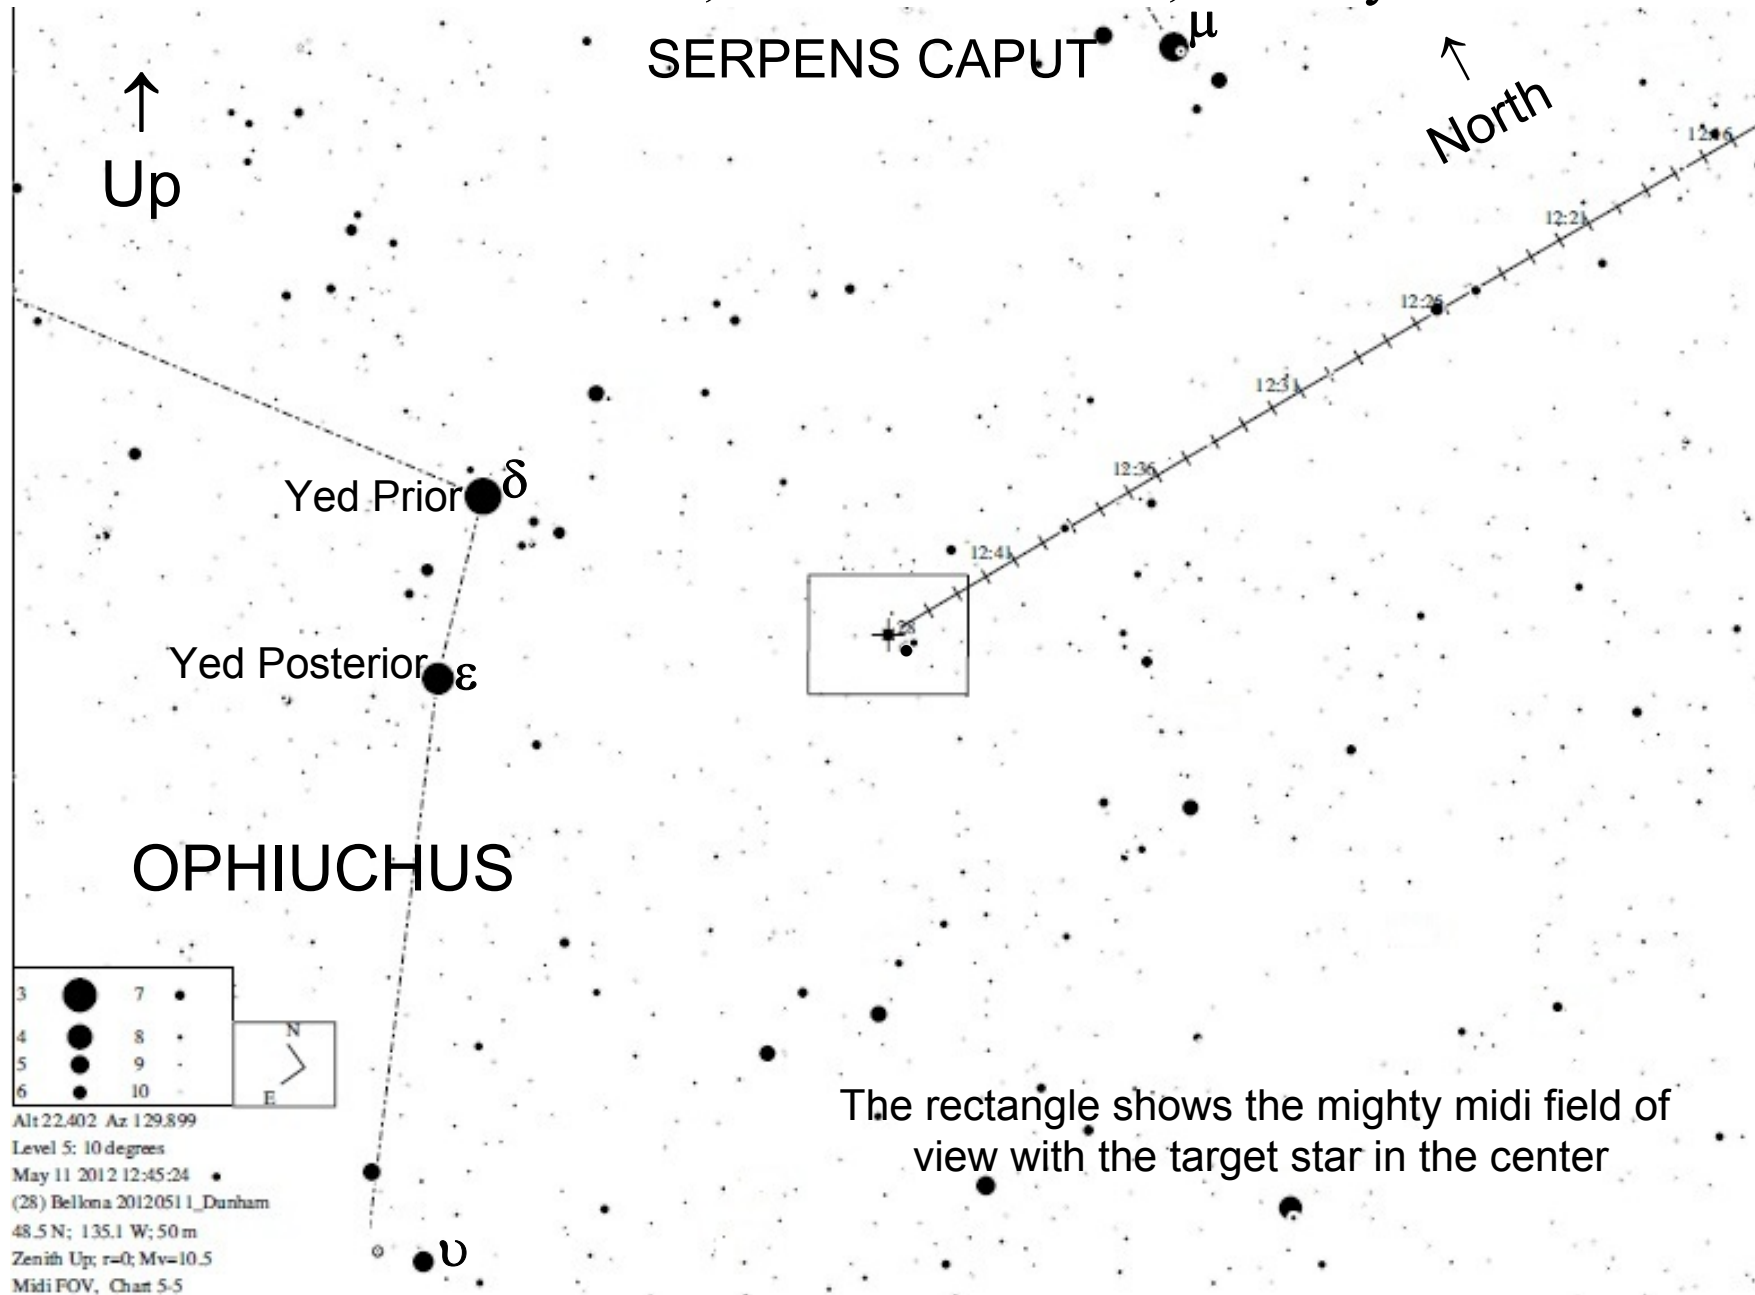 μ
SERPENS CAPUT
↑
Up
↑
North
12:16
12:21
12:26
12:31
12:36
12:41
28
Yed Prior δ
Yed Posterior ε
OPHIUCHUS
3 7
4 8
5 9
6 10
N
E
The rectangle shows the mighty midi field of
view with the target star in the center
Alt 22.402 Az 129.899
Level 5: 10 degrees
May 11 2012 12:45:24
(28) Bellona 20120511_Dunham
48.5 N; 135.1 W; 50 m
Zenith Up; r=0; Mv=10.5
Midi FOV, Chart 5-5
υ